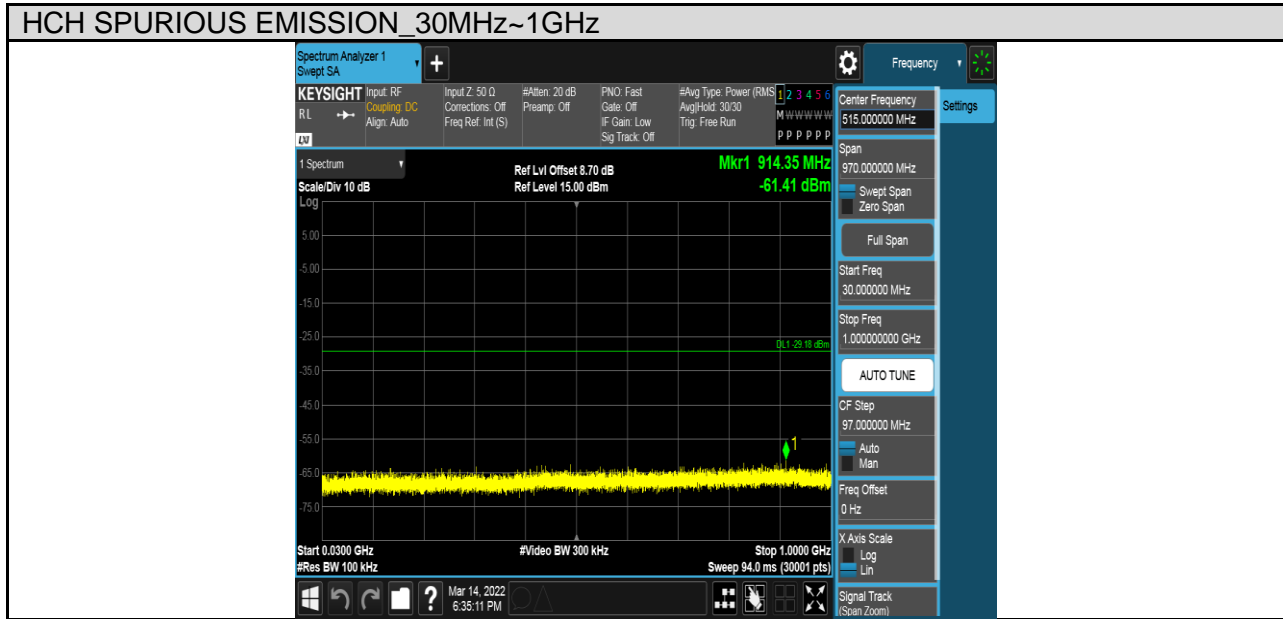 HCH SPURIOUS EMISSION_30MHz~1GHz
Spectrum Analyzer 1
Swept SA
+
Frequency
KEYSIGHT
RL
LXI
Input: RF
Coupling: DC
Align: Auto
Input Z: 50 Ω
Corrections: Off
Freq Ref: Int (S)
#Atten: 20 dB
Preamp: Off
PNO: Fast
Gate: Off
IF Gain: Low
Sig Track: Off
#Avg Type: Power (RMS
Avg|Hold: 30/30
Trig: Free Run
1 2 3 4 5 6
M W W W W W
P P P P P P
1 Spectrum
Scale/Div 10 dB
Log
Ref Lvl Offset 8.70 dB
Ref Level 15.00 dBm
Mkr1 914.35 MHz
-61.41 dBm
5.00
-5.00
-15.0
-25.0
DL1 -29.18 dBm
-35.0
-45.0
-55.0
1
-65.0
-75.0
Start 0.0300 GHz
#Res BW 100 kHz
#Video BW 300 kHz
Stop 1.0000 GHz
Sweep 94.0 ms (30001 pts)
?
Mar 14, 2022
6:35:11 PM
Center Frequency
515.000000 MHz
Settings
Span
970.000000 MHz
Swept Span
Zero Span
Full Span
Start Freq
30.000000 MHz
Stop Freq
1.000000000 GHz
AUTO TUNE
CF Step
97.000000 MHz
Auto
Man
Freq Offset
0 Hz
X Axis Scale
Log
Lin
Signal Track
(Span Zoom)